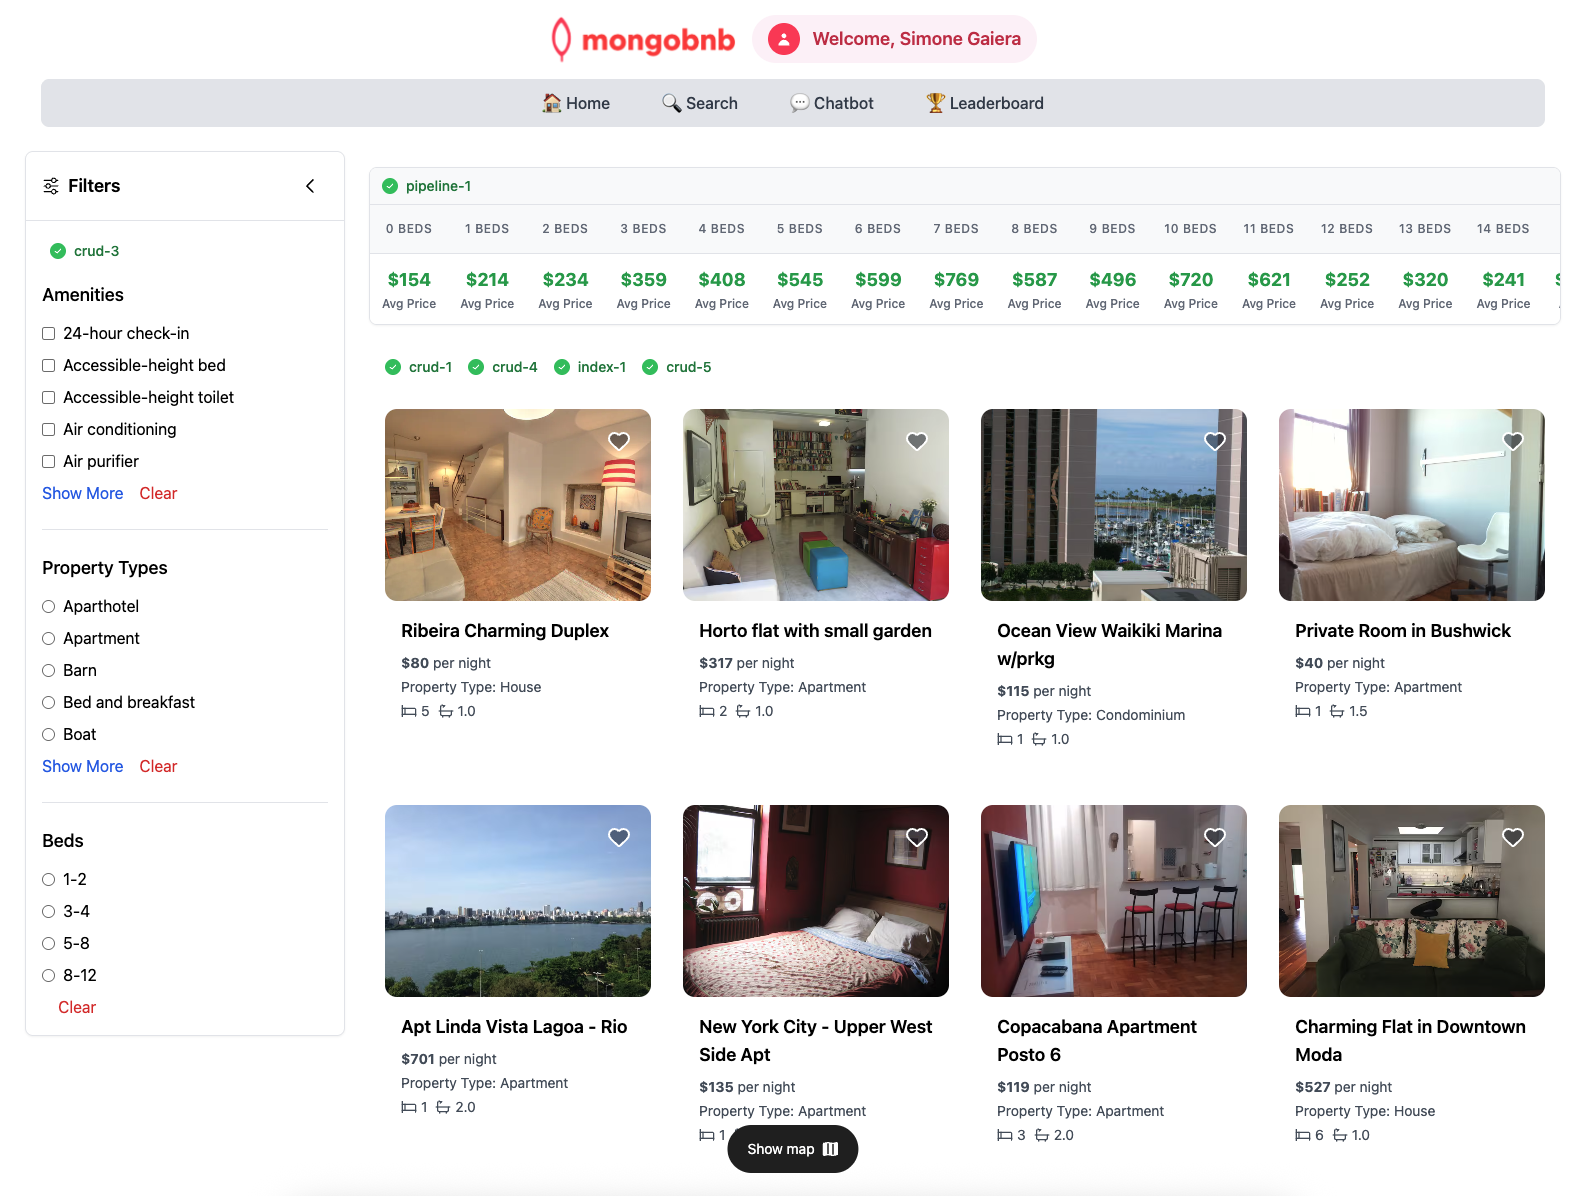 mongobnb
Welcome, Simone Gaiera
Home Search Chatbot Leaderboard
Filters
crud-3
Amenities
24-hour check-in
Accessible-height bed
Accessible-height toilet
Air conditioning
Air purifier
Show More Clear
Property Types
Aparthotel
Apartment
Barn
Bed and breakfast
Boat
Show More Clear
Beds
1-2
3-4
5-8
8-12
Clear
pipeline-1
0 BEDS 1 BEDS 2 BEDS 3 BEDS 4 BEDS 5 BEDS 6 BEDS 7 BEDS 8 BEDS 9 BEDS 10 BEDS 11 BEDS 12 BEDS 13 BEDS 14 BEDS
$154 $214 $234 $359 $408 $545 $599 $769 $587 $496 $720 $621 $252 $320 $241
Avg Price Avg Price Avg Price Avg Price Avg Price Avg Price Avg Price Avg Price Avg Price Avg Price Avg Price Avg Price Avg Price Avg Price Avg Price
crud-1 crud-4 index-1 crud-5
Ribeira Charming Duplex
$80 per night
Property Type: House
5 1.0
Horto flat with small garden
$317 per night
Property Type: Apartment
2 1.0
Ocean View Waikiki Marina
w/prkg
$115 per night
Property Type: Condominium
1 1.0
Private Room in Bushwick
$40 per night
Property Type: Apartment
1 1.5
Apt Linda Vista Lagoa - Rio
$701 per night
Property Type: Apartment
1 2.0
New York City - Upper West
Side Apt
$135 per night
Property Type: Apartment
1
Copacabana Apartment
Posto 6
$119 per night
Property Type: Apartment
3 2.0
Charming Flat in Downtown
Moda
$527 per night
Property Type: House
6 1.0
Show map